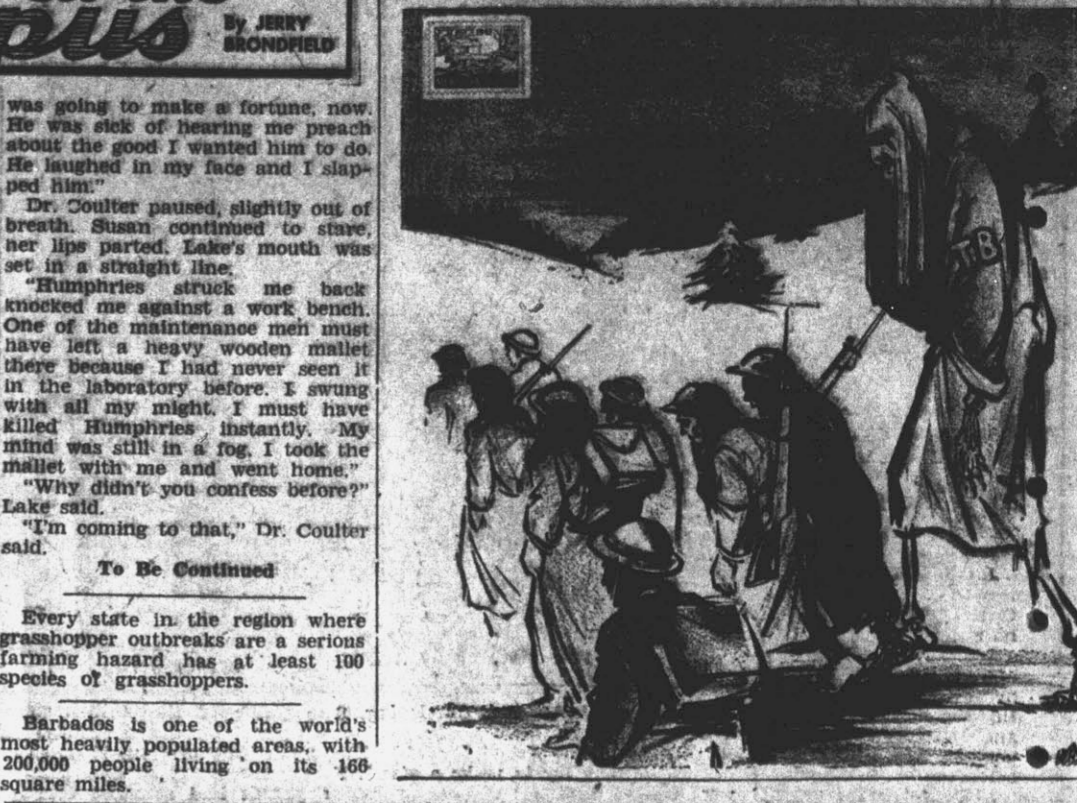 pus
By JERRY
BRONDFIELD
was going to make a fortune, now.
He was sick of hearing me preach
about the good I wanted him to do.
He laughed in my face and I slap-
ped him."
Dr. Coulter paused, slightly out of
breath. Susan continued to stare,
her lips parted. Lake's mouth was
set in a straight line.
"Humphries struck me back
knocked me against a work bench.
One of the maintenance men must
have left a heavy wooden mallet
there because I had never seen it
in the laboratory before. I swung
with all my might. I must have
killed Humphries instantly. My
mind was still in a fog. I took the
mallet with me and went home."
"Why didn't you confess before?"
Lake said.
"I'm coming to that," Dr. Coulter
said.
To Be Continued
Every state in the region where
grasshopper outbreaks are a serious
farming hazard has at least 100
species of grasshoppers.
Barbados is one of the world's
most heavily populated areas, with
200,000 people living on its 166
square miles.
TB